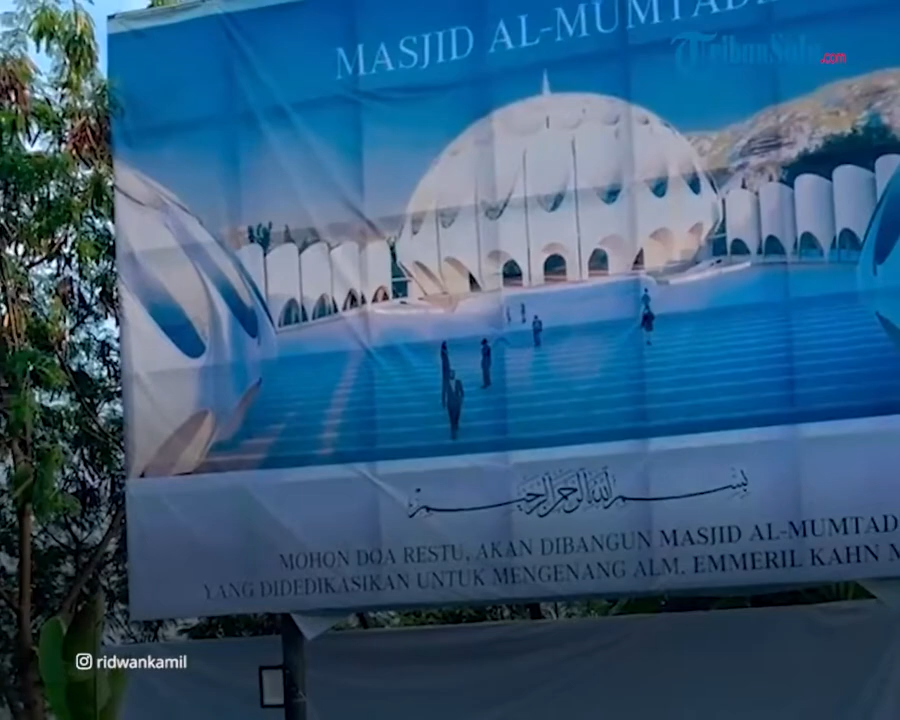 MASJID AL-MUMTADZ
TribunSolo.com
بسم الله الرحمن الرحيم
MOHON DOA RESTU, AKAN DIBANGUN MASJID AL-MUMTAD
YANG DIDEDIKASIKAN UNTUK MENGENANG ALM. EMMERIL KAHN M
ridwankamil